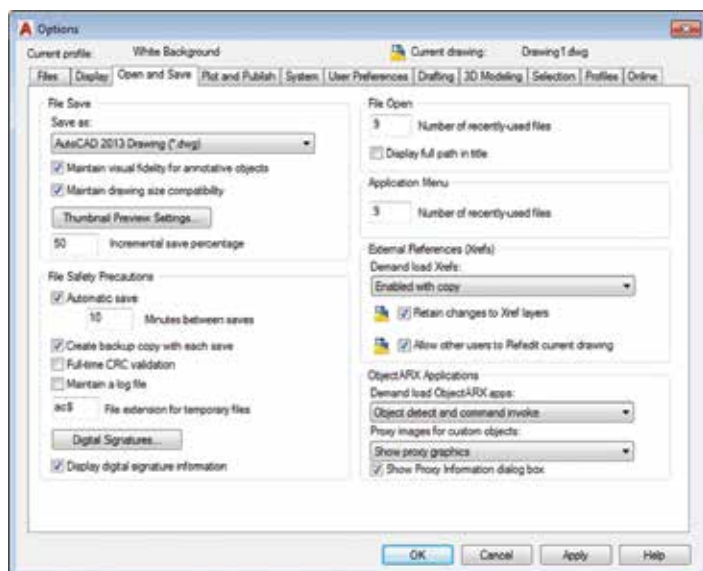 Options
Current profile: White Background Current drawing: Drawing1.dwg
Files Display Open and Save Plot and Publish System User Preferences Drafting 3D Modeling Selection Profiles Online
File Save
Save as:
AutoCAD 2013 Drawing (*.dwg)
Maintain visual fidelity for annotative objects
Maintain drawing size compatibility
Thumbnail Preview Settings...
50 Incremental save percentage
File Safety Precautions
Automatic save
10 Minutes between saves
Create backup copy with each save
Full-time CRC validation
Maintain a log file
ac$ File extension for temporary files
Digital Signatures...
Display digital signature information
File Open
9 Number of recently-used files
Display full path in title
Application Menu
9 Number of recently-used files
External References (Xrefs)
Demand load Xrefs:
Enabled with copy
Retain changes to Xref layers
Allow other users to Refedit current drawing
ObjectARX Applications
Demand load ObjectARX apps:
Object detect and command invoke
Proxy images for custom objects:
Show proxy graphics
Show Proxy Information dialog box
OK Cancel Apply Help